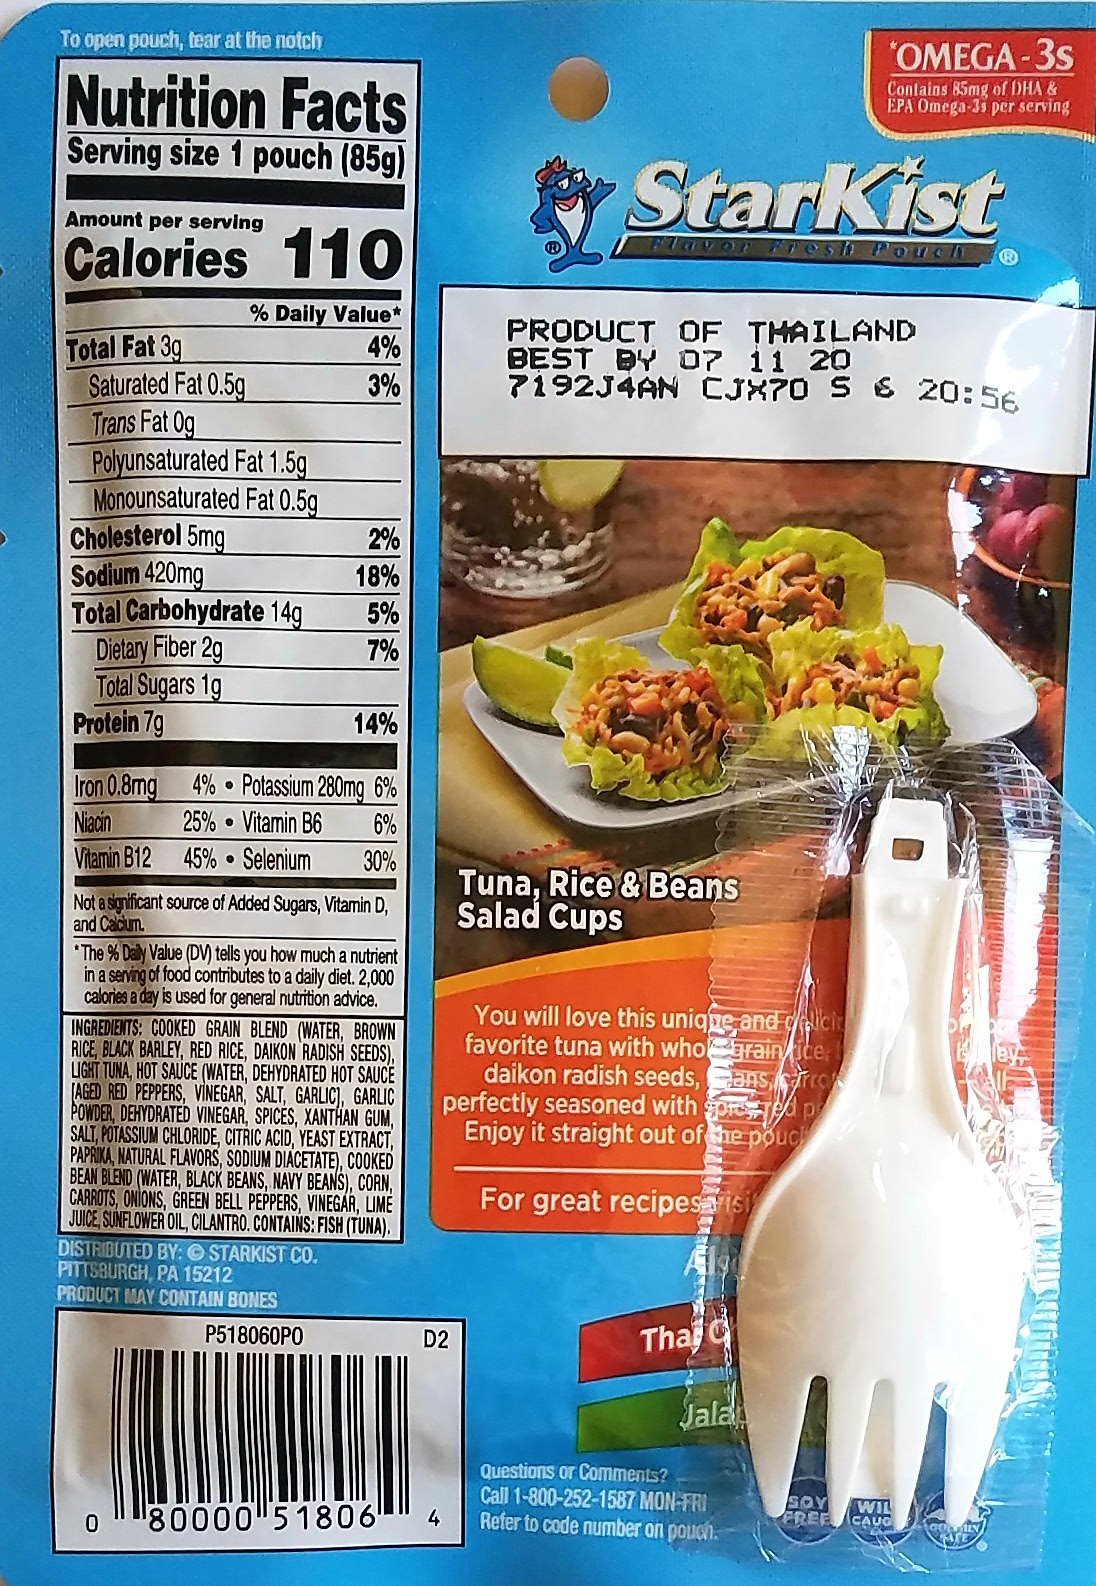 To open pouch, tear at the notch
Nutrition Facts
Serving size 1 pouch (85g)
Amount per serving
Calories 110
% Daily Value*
Total Fat 3g 4%
Saturated Fat 0.5g 3%
Trans Fat 0g
Polyunsaturated Fat 1.5g
Monounsaturated Fat 0.5g
Cholesterol 5mg 2%
Sodium 420mg 18%
Total Carbohydrate 14g 5%
Dietary Fiber 2g 7%
Total Sugars 1g
Protein 7g 14%
Iron 0.8mg 4% • Potassium 280mg 6%
Niacin 25% • Vitamin B6 6%
Vitamin B12 45% • Selenium 30%
Not a significant source of Added Sugars, Vitamin D,
and Calcium.
*The % Daily Value (DV) tells you how much a nutrient
in a serving of food contributes to a daily diet. 2,000
calories a day is used for general nutrition advice.
INGREDIENTS: COOKED GRAIN BLEND (WATER, BROWN
RICE, BLACK BARLEY, RED RICE, DAIKON RADISH SEEDS),
LIGHT TUNA, HOT SAUCE (WATER, DEHYDRATED HOT SAUCE
[AGED RED PEPPERS, VINEGAR, SALT, GARLIC], GARLIC
POWDER, DEHYDRATED VINEGAR, SPICES, XANTHAN GUM,
SALT, POTASSIUM CHLORIDE, CITRIC ACID, YEAST EXTRACT,
PAPRIKA, NATURAL FLAVORS, SODIUM DIACETATE), COOKED
BEAN BLEND (WATER, BLACK BEANS, NAVY BEANS), CORN,
CARROTS, ONIONS, GREEN BELL PEPPERS, VINEGAR, LIME
JUICE, SUNFLOWER OIL, CILANTRO. CONTAINS: FISH (TUNA).
DISTRIBUTED BY: © STARKIST CO.
PITTSBURGH, PA 15212
PRODUCT MAY CONTAIN BONES
P518060P0 D2
0 80000 51806 4
*OMEGA-3s
Contains 85mg of DHA &
EPA Omega-3s per serving
StarKist
Flavor Fresh Pouch ®
PRODUCT OF THAILAND
BEST BY 07 11 20
7192J4AN CJX70 S & 20:56
Tuna, Rice & Beans
Salad Cups
You will love this unique and
favorite tuna with whole grain rice,
daikon radish seeds, beans,
perfectly seasoned with
Enjoy it straight out of the pouch
For great recipes visit
Also
Thai
Questions or Comments?
Call 1-800-252-1587 MON-FRI
Refer to code number on pouch.
SOY
FREE